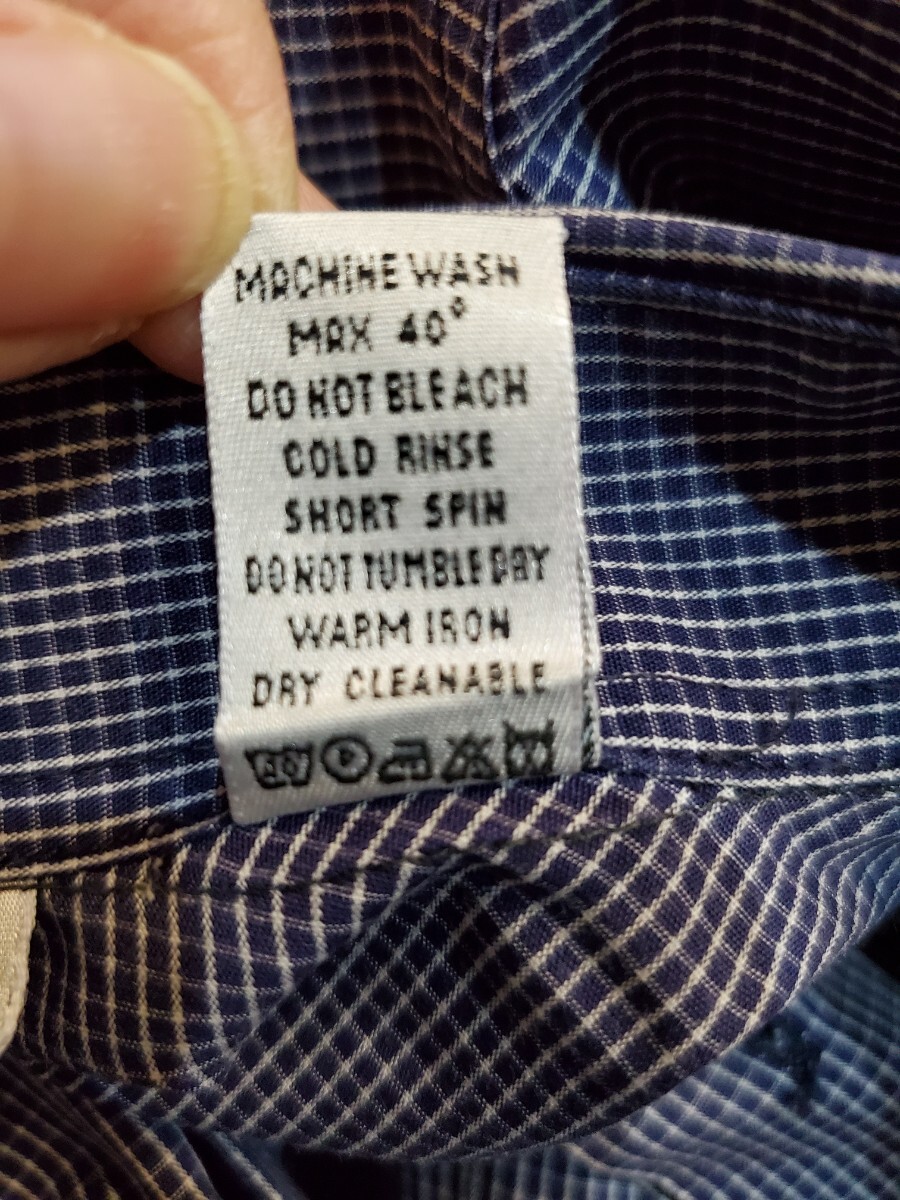 MACHINE WASH
MAX 40°
DO NOT BLEACH
COLD RINSE
SHORT SPIN
DO NOT TUMBLE DRY
WARM IRON
DRY CLEANABLE
40 P